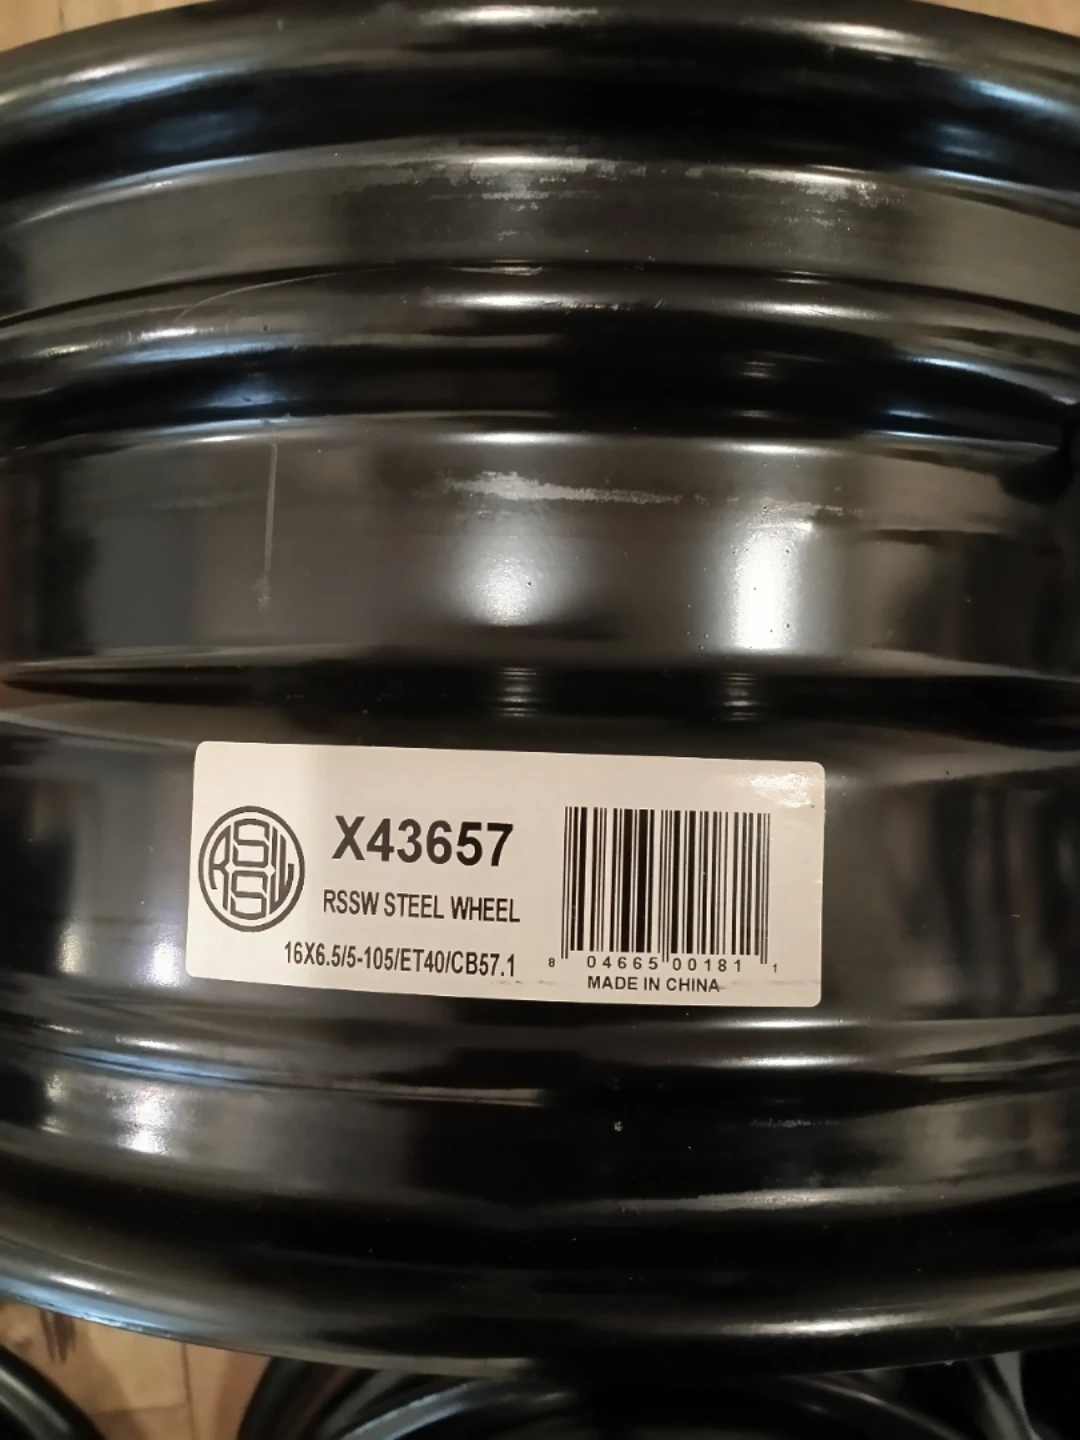 RSSW
X43657
RSSW STEEL WHEEL
16X6.5/5-105/ET40/CB57.1
8 04665 00181 1
MADE IN CHINA